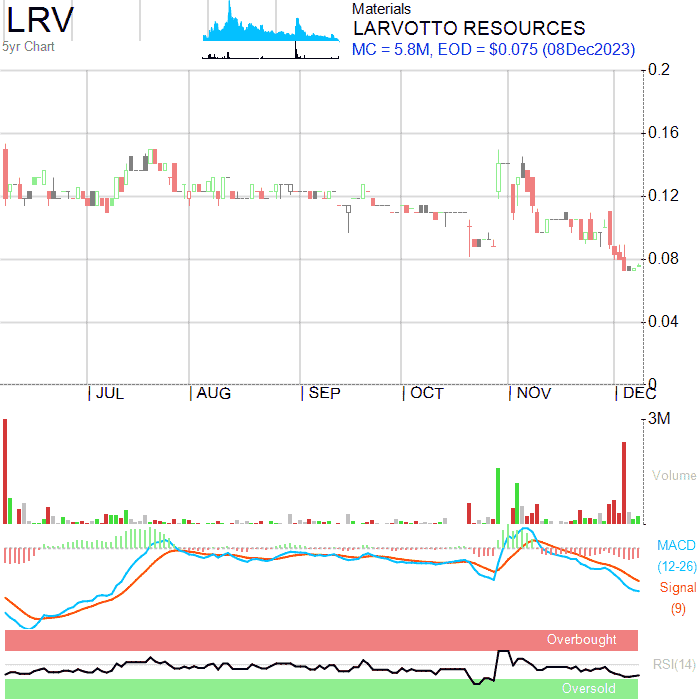 LRV
5yr Chart
Materials
LARVOTTO RESOURCES
MC = 5.8M, EOD = $0.075 (08Dec2023)
0.2
0.16
0.12
0.08
0.04
0
JUL AUG SEP OCT NOV DEC
3M
Volume
MACD
(12-26)
Signal
(9)
Overbought
RSI(14)
Oversold